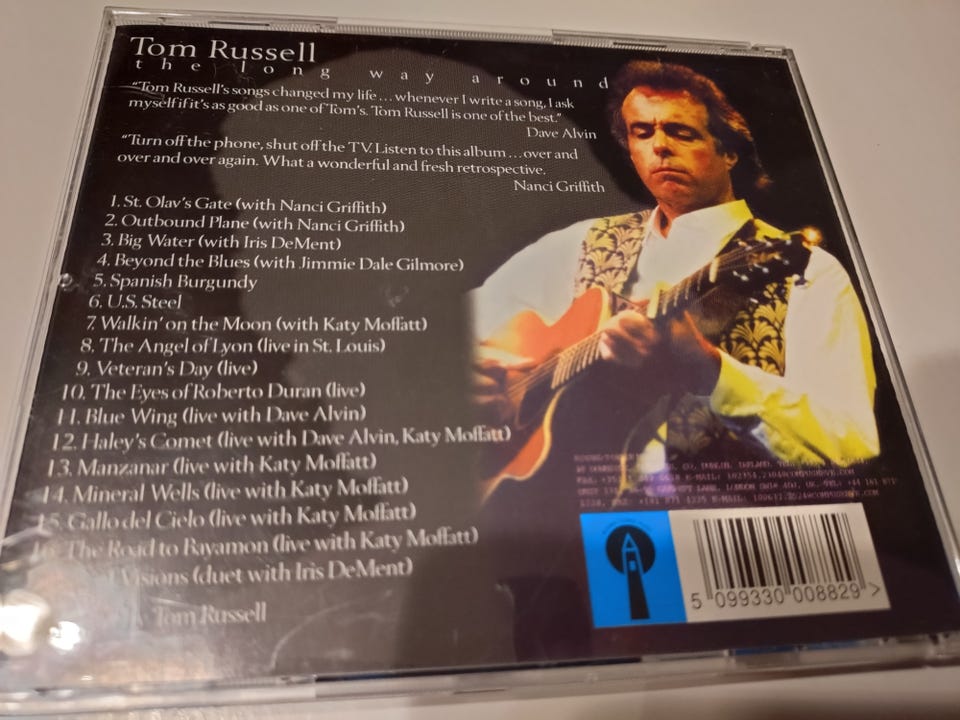 Tom Russell
the long way around
“Tom Russell's songs changed my life... whenever I write a song, I ask
myself if it's as good as one of Tom's. Tom Russell is one of the best.”
Dave Alvin
“Turn off the phone, shut off the TV. Listen to this album ...over and
over and over again. What a wonderful and fresh retrospective.
Nanci Griffith
1. St. Olav's Gate (with Nanci Griffith)
2. Outbound Plane (with Nanci Griffith)
3. Big Water (with Iris DeMent)
4. Beyond the Blues (with Jimmie Dale Gilmore)
5. Spanish Burgundy
6. U.S. Steel
7. Walkin' on the Moon (with Katy Moffatt)
8. The Angel of Lyon (live in St. Louis)
9. Veteran's Day (live)
10. The Eyes of Roberto Duran (live)
11. Blue Wing (live with Dave Alvin)
12. Haley's Comet (live with Dave Alvin, Katy Moffatt)
13. Manzanar (live with Katy Moffatt)
14. Mineral Wells (live with Katy Moffatt)
15. Gallo del Cielo (live with Katy Moffatt)
16. The Road to Bayamon (live with Katy Moffatt)
Visions (duet with Iris DeMent)
Tom Russell
5 099330 008829 >